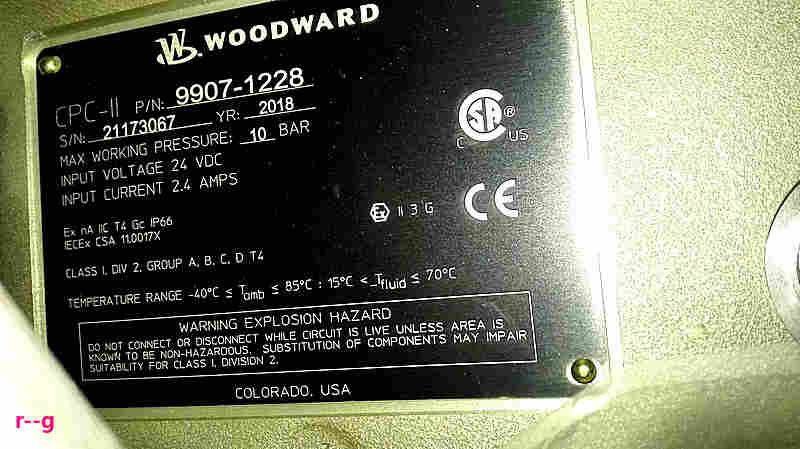 WOODWARD
CPC-II P/N: 9907-1228
S/N: 21173067 YR: 2018
MAX WORKING PRESSURE: 10 BAR
INPUT VOLTAGE 24 VDC
INPUT CURRENT 2.4 AMPS
CSA ®
C US
Ex II 3 G CE
Ex nA IIC T4 Gc IP66
IECEx CSA 11.0017X
CLASS I, DIV 2, GROUP A, B, C, D T4
TEMPERATURE RANGE -40°C ≤ Tamb ≤ 85°C : 15°C < Tfluid ≤ 70°C
WARNING EXPLOSION HAZARD
DO NOT CONNECT OR DISCONNECT WHILE CIRCUIT IS LIVE UNLESS AREA IS
KNOWN TO BE NON-HAZARDOUS. SUBSTITUTION OF COMPONENTS MAY IMPAIR
SUITABILITY FOR CLASS I, DIVISION 2.
COLORADO, USA
r--g